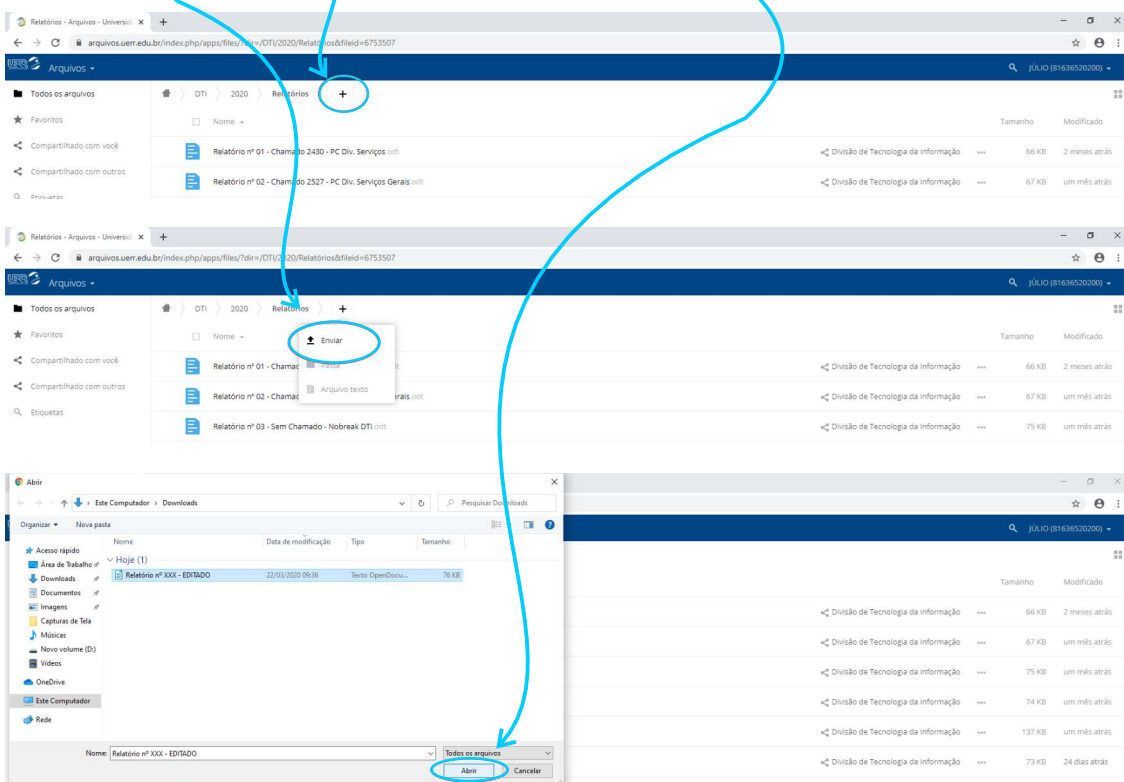 Relatórios - Arquivos - Universid
arquivos.uerr.edu.br/index.php/apps/files/?dir=/DTI/2020/Relatórios&fileid=6753507
UERR Arquivos JÚLIO (81636520200)
Todos os arquivos DTI 2020 Relatórios +
Favoritos Nome Tamanho Modificado
Compartilhado com você Relatório nº 01 - Chamado 2430 - PC Div. Serviços.odt Divisão de Tecnologia da Informação ... 66 KB 2 meses atrás
Compartilhado com outros Relatório nº 02 - Chamado 2527 - PC Div. Serviços Gerais.odt Divisão de Tecnologia da Informação ... 67 KB um mês atrás
Etiquetas
Relatórios - Arquivos - Universid
arquivos.uerr.edu.br/index.php/apps/files/?dir=/DTI/2020/Relatórios&fileid=6753507
UERR Arquivos JÚLIO (81636520200)
Todos os arquivos DTI 2020 Relatórios +
Favoritos Nome Enviar Tamanho Modificado
Compartilhado com você Relatório nº 01 - Chamad Pasta Divisão de Tecnologia da Informação ... 66 KB 2 meses atrás
Compartilhado com outros Relatório nº 02 - Chamad Arquivo texto erais.odt Divisão de Tecnologia da Informação ... 67 KB um mês atrás
Etiquetas Relatório nº 03 - Sem Chamado - Nobreak DTI.odt Divisão de Tecnologia da Informação ... 75 KB um mês atrás
Abrir
Este Computador Downloads Pesquisar Downloads
Organizar Nova pasta JÚLIO (81636520200)
Nome Data de modificação Tipo Tamanho
Acesso rápido Hoje (1)
Área de Trabalho
Relatório nº XXX - EDITADO 22/03/2020 09:36 Texto OpenDocu... 76 KB
Downloads Tamanho Modificado
Documentos
Imagens
Capturas de Tela Divisão de Tecnologia da Informação ... 66 KB 2 meses atrás
Músicas
Novo volume (D:) Divisão de Tecnologia da Informação ... 67 KB um mês atrás
Vídeos
OneDrive Divisão de Tecnologia da Informação ... 75 KB um mês atrás
Este Computador Divisão de Tecnologia da Informação ... 74 KB um mês atrás
Rede
Divisão de Tecnologia da Informação ... 137 KB um mês atrás
Nome: Relatório nº XXX - EDITADO Todos os arquivos
Abrir Cancelar Divisão de Tecnologia da Informação ... 73 KB 24 dias atrás